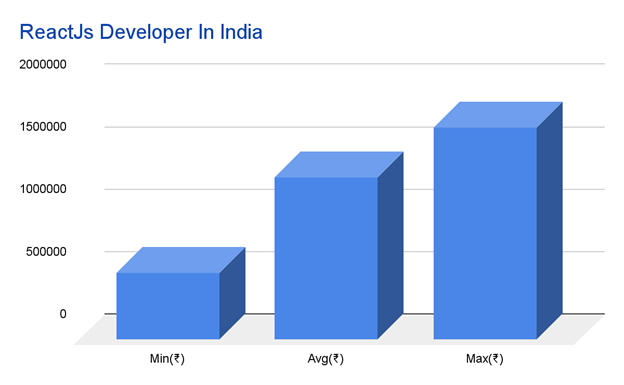 ReactJs Developer In India
2000000
1500000
1000000
500000
0
Min(₹)
Avg(₹)
Max(₹)